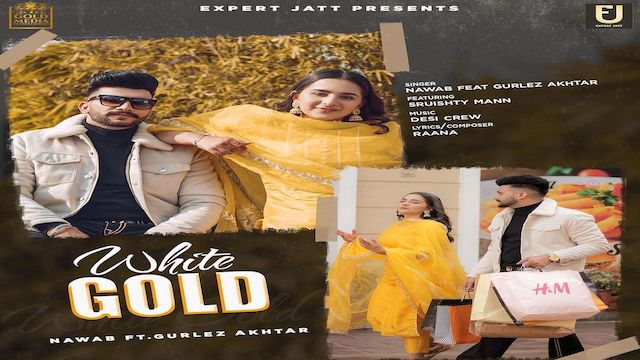 GOLD MEDIA
EXPERT JATT PRESENTS
EJ
EXPERT JATT
SINGER
NAWAB FEAT GURLEZ AKHTAR
FEATURING
SRUISHTY MANN
MUSIC
DESI CREW
LYRICS/COMPOSER
RAANA
White
GOLD
NAWAB FT.GURLEZ AKHTAR
H&M